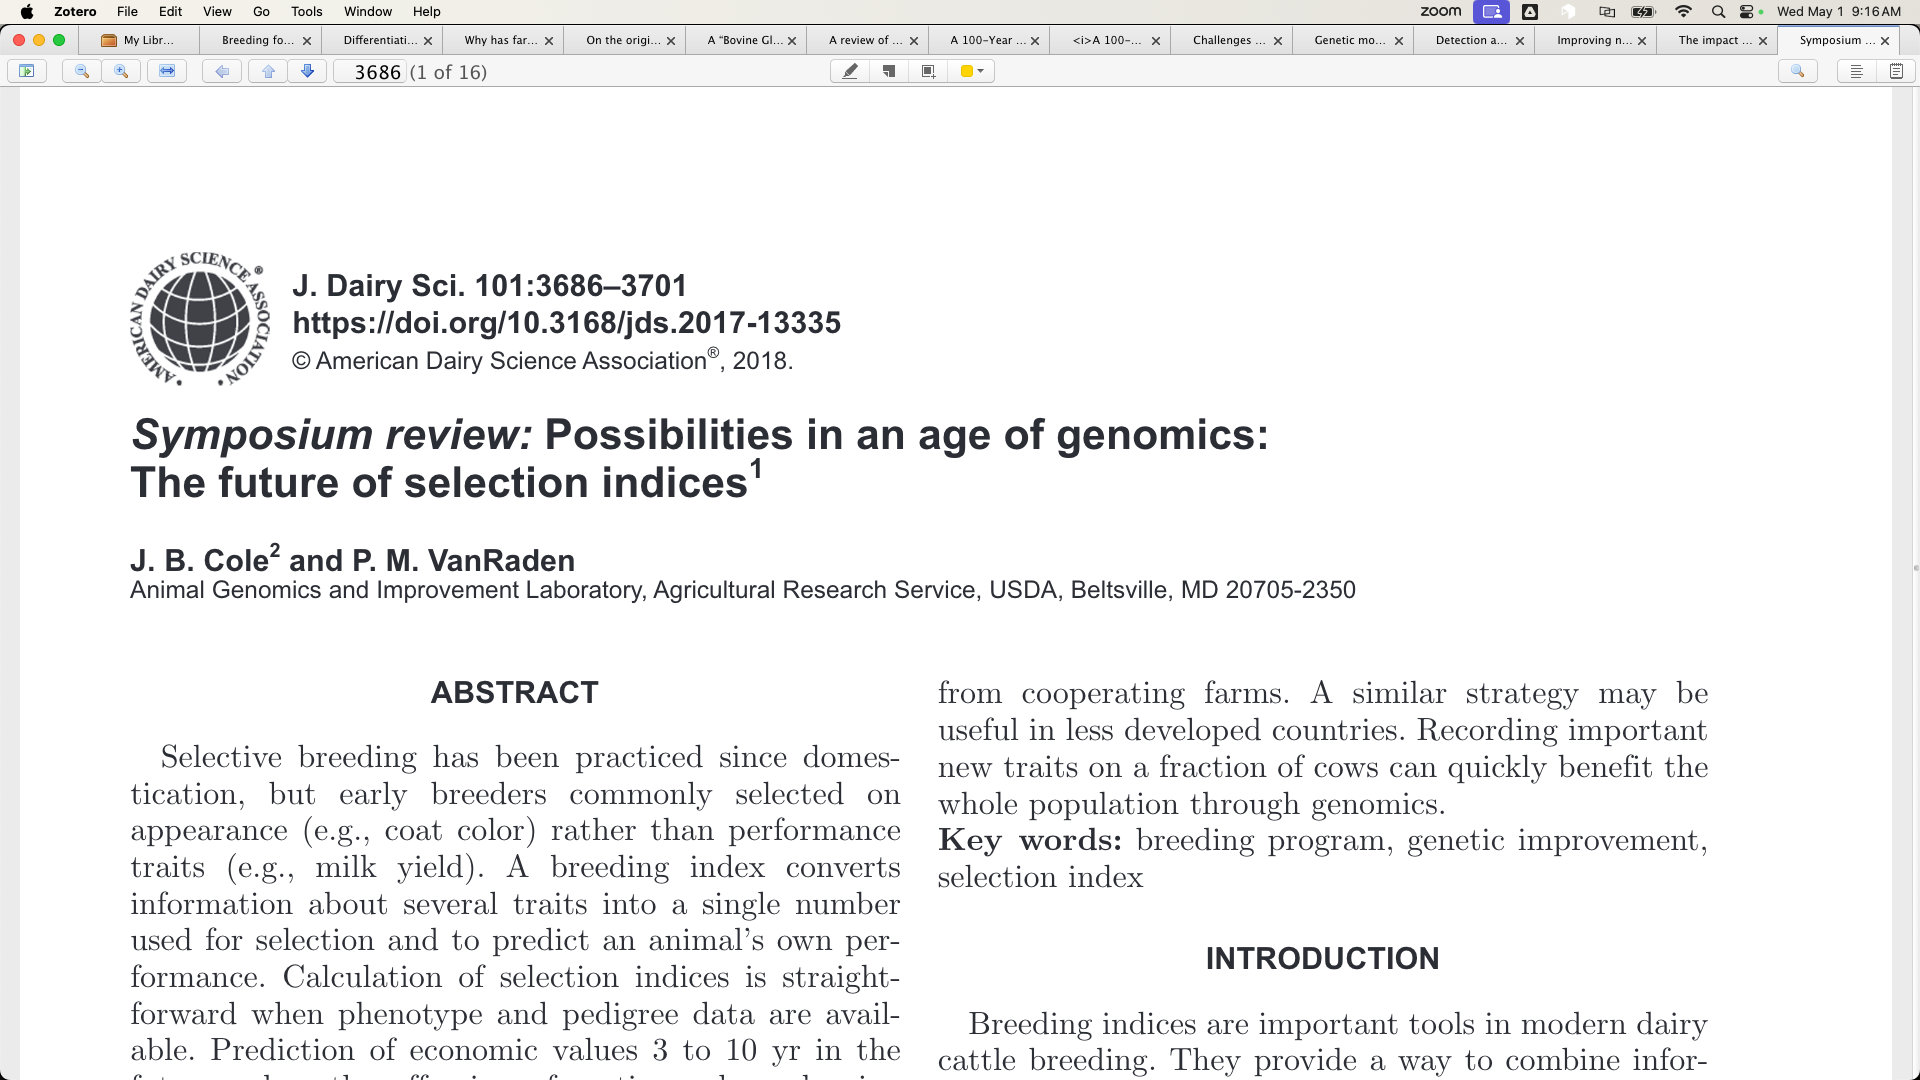 Zotero File Edit View Go Tools Window Help zoom Wed May 1 9:16 AM
My Libr... Breeding fo... Differentiati... Why has far... On the origi... A "Bovine Gl... A review of ... A 100-Year ... <i>A 100-... Challenges ... Genetic mo... Detection a... Improving n... The impact ... Symposium ...
3686 (1 of 16)
AMERICAN DAIRY SCIENCE ASSOCIATION®
J. Dairy Sci. 101:3686–3701
https://doi.org/10.3168/jds.2017-13335
© American Dairy Science Association®, 2018.
Symposium review: Possibilities in an age of genomics:
The future of selection indices1
J. B. Cole2 and P. M. VanRaden
Animal Genomics and Improvement Laboratory, Agricultural Research Service, USDA, Beltsville, MD 20705-2350
ABSTRACT
Selective breeding has been practiced since domes-
tication, but early breeders commonly selected on
appearance (e.g., coat color) rather than performance
traits (e.g., milk yield). A breeding index converts
information about several traits into a single number
used for selection and to predict an animal's own per-
formance. Calculation of selection indices is straight-
forward when phenotype and pedigree data are avail-
able. Prediction of economic values 3 to 10 yr in the
from cooperating farms. A similar strategy may be
useful in less developed countries. Recording important
new traits on a fraction of cows can quickly benefit the
whole population through genomics.
Key words: breeding program, genetic improvement,
selection index
INTRODUCTION
Breeding indices are important tools in modern dairy
cattle breeding. They provide a way to combine infor-